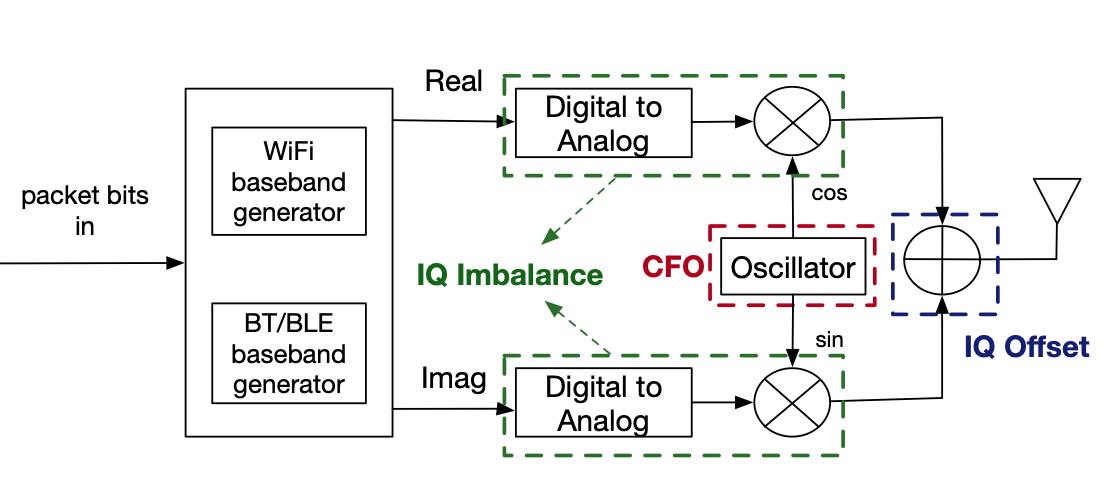 Real
Digital to
Analog
WiFi
baseband
generator
packet bits
in
cos
CFO
Oscillator
IQ Imbalance
BT/BLE
baseband
generator
sin
IQ Offset
Imag
Digital to
Analog